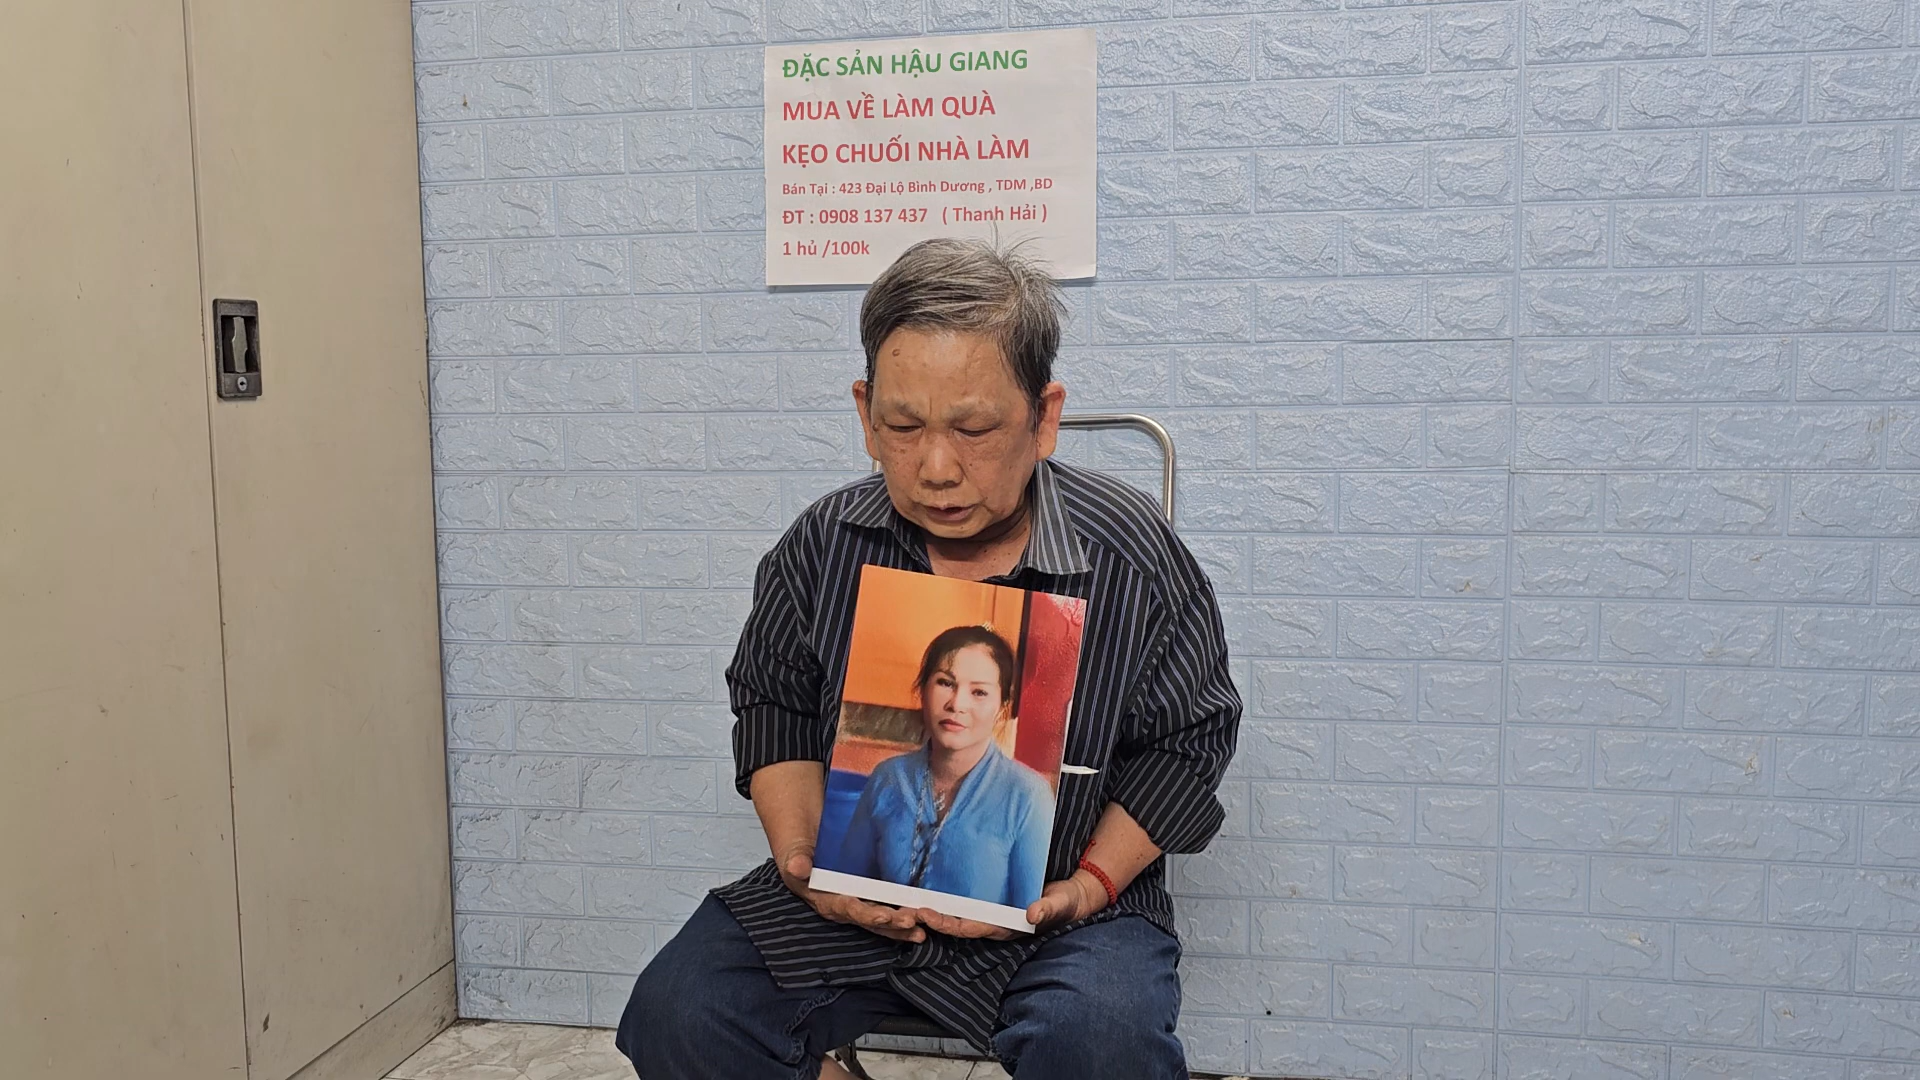 ĐẶC SẢN HẬU GIANG
MUA VỀ LÀM QUÀ
KẸO CHUỐI NHÀ LÀM
Bán Tại : 423 Đại Lộ Bình Dương , TDM ,BD
ĐT : 0908 137 437 ( Thanh Hải )
1 hủ /100k